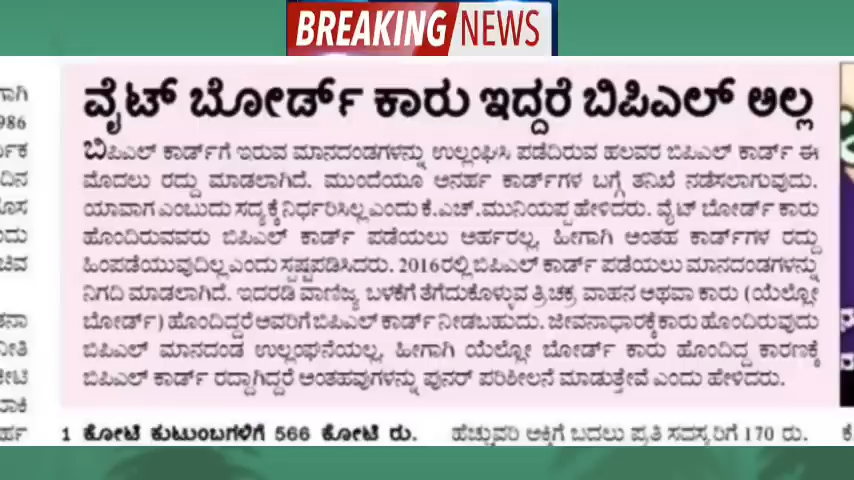 BREAKING NEWS
ವೈಟ್ ಬೋರ್ಡ್ ಕಾರು ಇದ್ದರೆ ಬಿಪಿಎಲ್ ಅಲ್ಲ
ಬಿಪಿಎಲ್ ಕಾರ್ಡ್‌ಗೆ ಇರುವ ಮಾನದಂಡಗಳನ್ನು ಉಲ್ಲಂಘಿಸಿ ಪಡೆದಿರುವ ಹಲವರ ಬಿಪಿಎಲ್ ಕಾರ್ಡ್ ಈ
ಮೊದಲು ರದ್ದು ಮಾಡಲಾಗಿದೆ. ಮುಂದೆಯೂ ಅನರ್ಹ ಕಾರ್ಡ್‌ಗಳ ಬಗ್ಗೆ ತನಿಖೆ ನಡೆಸಲಾಗುವುದು.
ಯಾವಾಗ ಎಂಬುದು ಸದ್ಯಕ್ಕೆ ನಿರ್ಧರಿಸಿಲ್ಲ ಎಂದು ಕೆ.ಎಚ್.ಮುನಿಯಪ್ಪ ಹೇಳಿದರು. ವೈಟ್ ಬೋರ್ಡ್ ಕಾರು
ಹೊಂದಿರುವವರು ಬಿಪಿಎಲ್ ಕಾರ್ಡ್ ಪಡೆಯಲು ಅರ್ಹರಲ್ಲ. ಹೀಗಾಗಿ ಅಂತಹ ಕಾರ್ಡ್‌ಗಳ ರದ್ದು
ಹಿಂಪಡೆಯುವುದಿಲ್ಲ ಎಂದು ಸ್ಪಷ್ಟಪಡಿಸಿದರು. 2016ರಲ್ಲಿ ಬಿಪಿಎಲ್ ಕಾರ್ಡ್ ಪಡೆಯಲು ಮಾನದಂಡಗಳನ್ನು
ನಿಗದಿ ಮಾಡಲಾಗಿದೆ. ಇದರಡಿ ವಾಣಿಜ್ಯ ಬಳಕೆಗೆ ತೆಗೆದುಕೊಳ್ಳುವ ತ್ರಿಚಕ್ರ ವಾಹನ ಅಥವಾ ಕಾರು (ಯೆಲ್ಲೋ
ಬೋರ್ಡ್) ಹೊಂದಿದ್ದರೆ ಅವರಿಗೆ ಬಿಪಿಎಲ್ ಕಾರ್ಡ್ ನೀಡಬಹುದು. ಜೀವನಾಧಾರಕ್ಕೆ ಕಾರು ಹೊಂದಿರುವುದು
ಬಿಪಿಎಲ್ ಮಾನದಂಡ ಉಲ್ಲಂಘನೆಯಲ್ಲ. ಹೀಗಾಗಿ ಯೆಲ್ಲೋ ಬೋರ್ಡ್ ಕಾರು ಹೊಂದಿದ್ದ ಕಾರಣಕ್ಕೆ
ಬಿಪಿಎಲ್ ಕಾರ್ಡ್ ರದ್ದಾಗಿದ್ದರೆ ಅಂತಹವುಗಳನ್ನು ಪುನರ್ ಪರಿಶೀಲನೆ ಮಾಡುತ್ತೇವೆ ಎಂದು ಹೇಳಿದರು.
1 ಕೋಟಿ ಕುಟುಂಬಗಳಿಗೆ 566 ಕೋಟಿ ರು. ಹೆಚ್ಚುವರಿ ಅಕ್ಕಿಗೆ ಬದಲು ಪ್ರತಿ ಸದಸ್ಯರಿಗೆ 170 ರು.